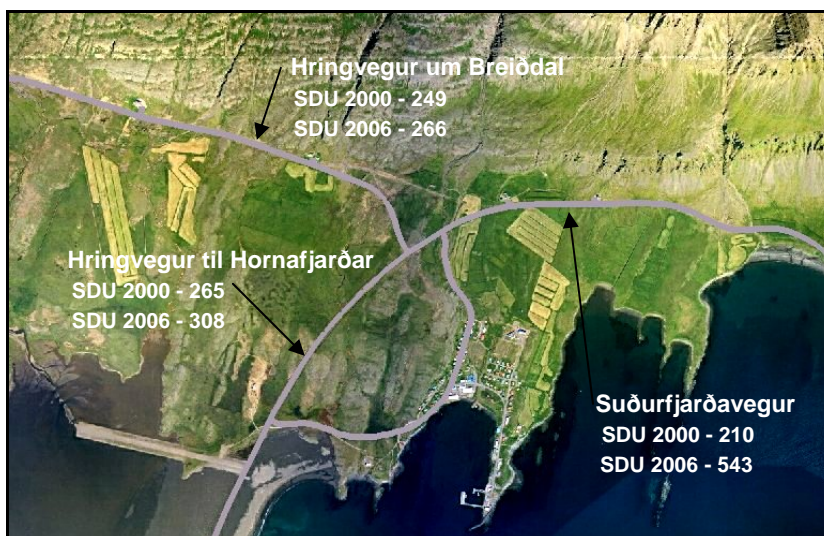 Hringvegur um Breiðdal
SDU 2000 - 249
SDU 2006 - 266
Hringvegur til Hornafjarðar
SDU 2000 - 265
SDU 2006 - 308
Suðurfjarðavegur
SDU 2000 - 210
SDU 2006 - 543